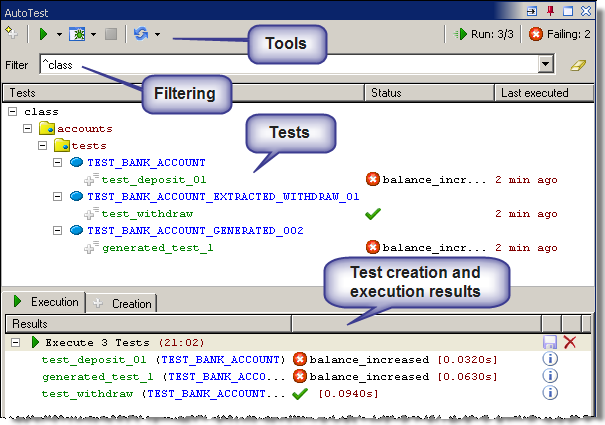 AutoTest
Run: 3/3 Failing: 2
Tools
Filter ^class
Filtering
Tests Status Last executed
class
accounts
Tests
tests
TEST_BANK_ACCOUNT
test_deposit_01 balance_incr... 2 min ago
TEST_BANK_ACCOUNT_EXTRACTED_WITHDRAW_01
test_withdraw 2 min ago
TEST_BANK_ACCOUNT_GENERATED_002
generated_test_1 balance_incr... 2 min ago
Test creation and
execution results
Execution Creation
Results
Execute 3 Tests (21:02)
test_deposit_01 (TEST_BANK_ACCOUNT) balance_increased [0.0320s]
generated_test_1 (TEST_BANK_ACCO... balance_increased [0.0630s]
test_withdraw (TEST_BANK_ACCOUNT... [0.0940s]